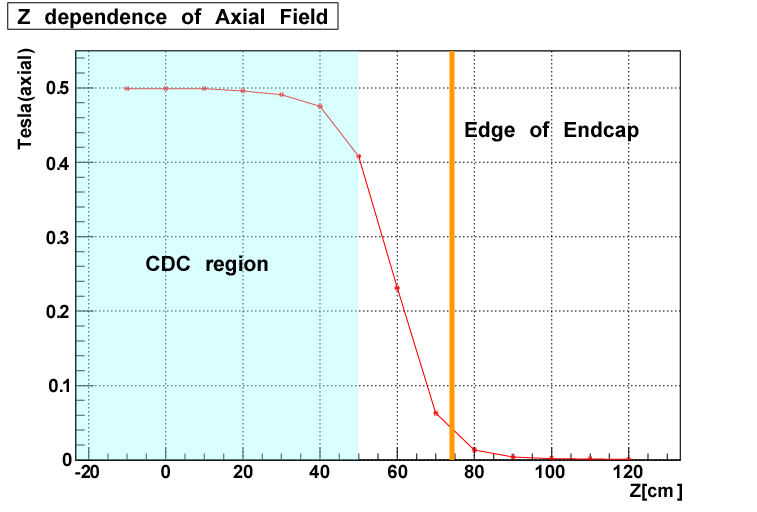 Z dependence of Axial Field
Tesla(axial)
0.5
0.4
0.3
0.2
0.1
0
Edge of Endcap
CDC region
-20 0 20 40 60 80 100 120
Z[cm]